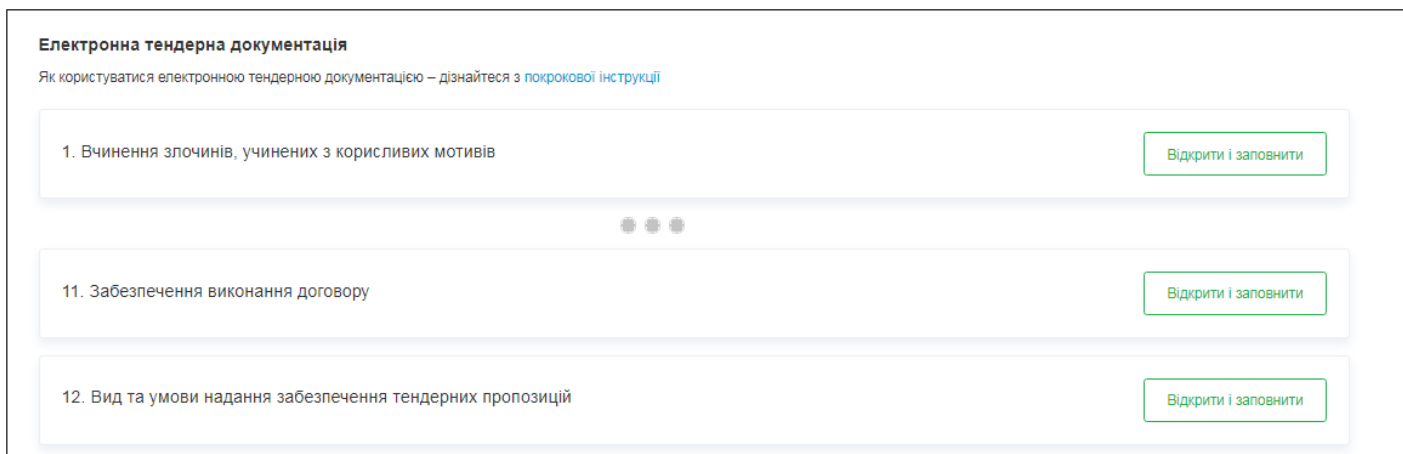 Електронна тендерна документація
Як користуватися електронною тендерною документацією – дізнайтеся з покрокової інструкції
1. Вчинення злочинів, учинених з корисливих мотивів
Відкрити і заповнити
11. Забезпечення виконання договору
Відкрити і заповнити
12. Вид та умови надання забезпечення тендерних пропозицій
Відкрити і заповнити